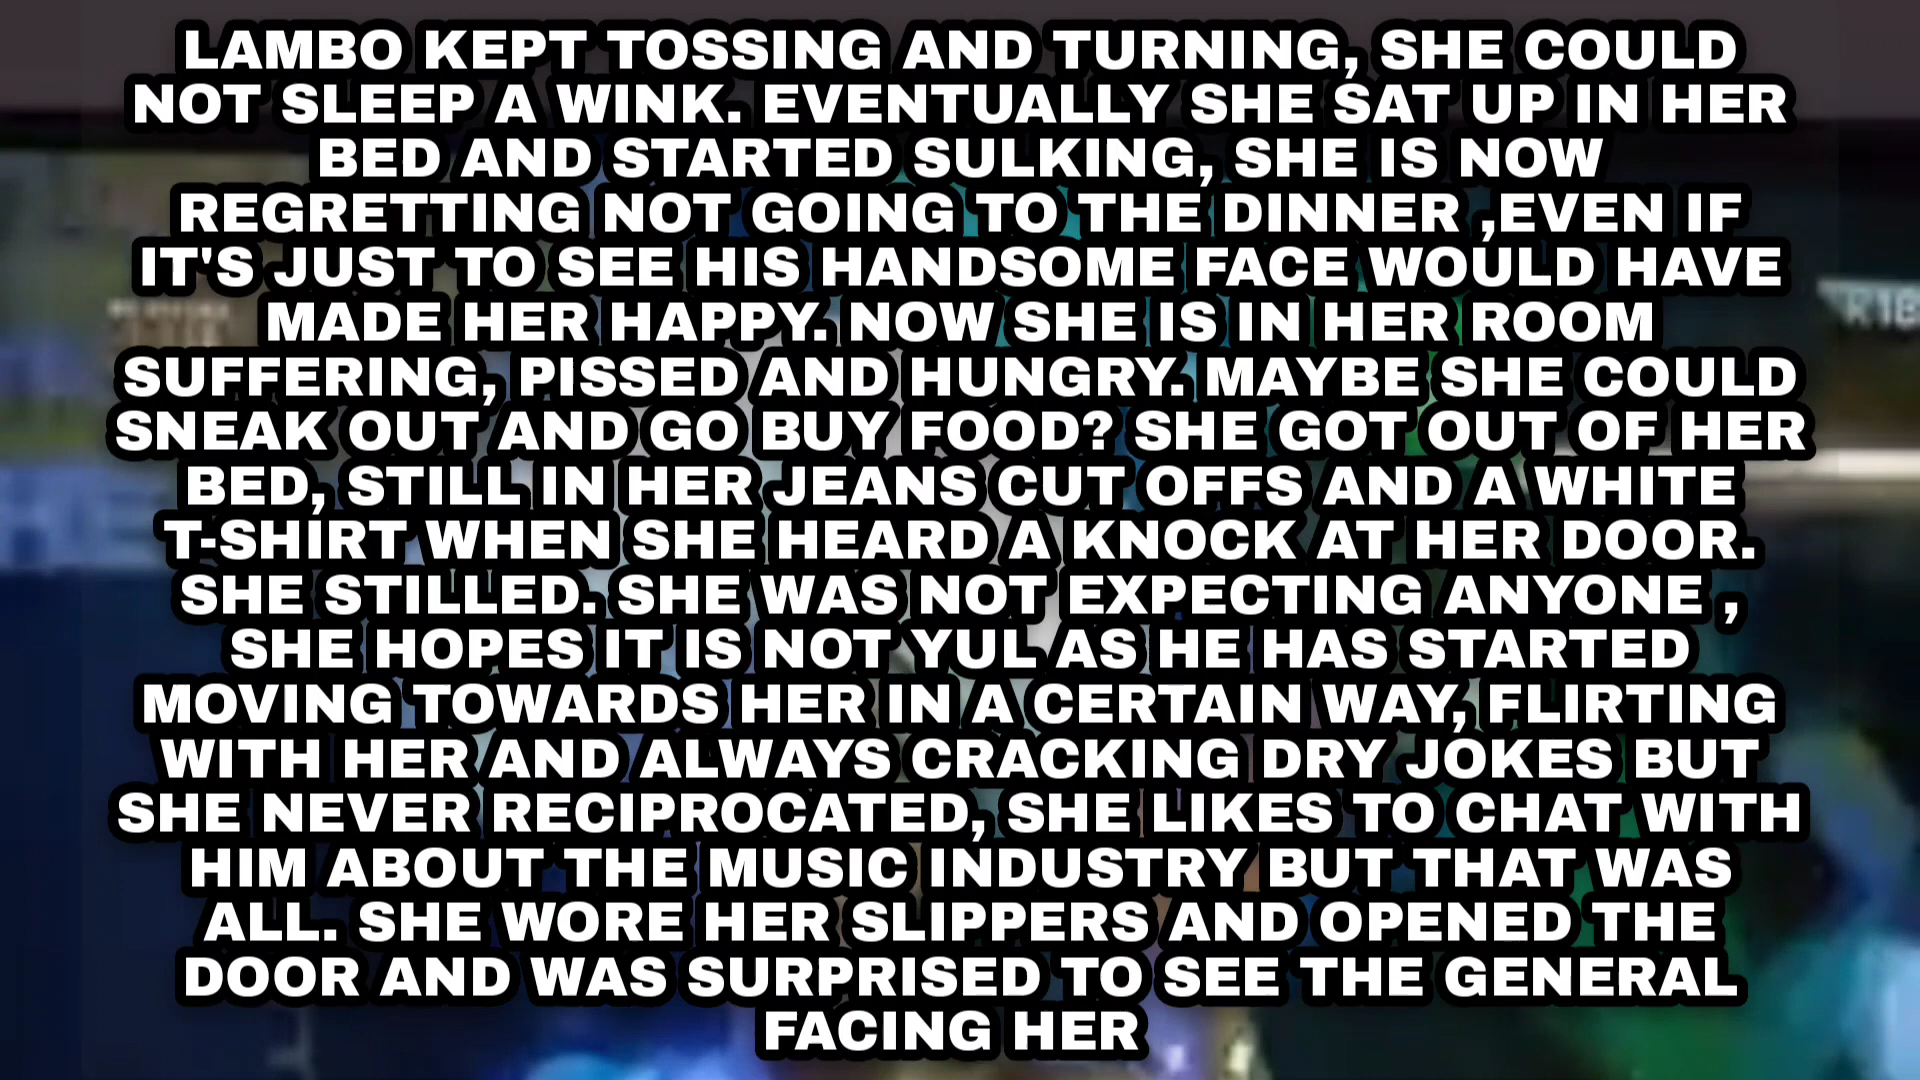 LAMBO KEPT TOSSING AND TURNING, SHE COULD
NOT SLEEP A WINK. EVENTUALLY SHE SAT UP IN HER
BED AND STARTED SULKING, SHE IS NOW
REGRETTING NOT GOING TO THE DINNER ,EVEN IF
IT'S JUST TO SEE HIS HANDSOME FACE WOULD HAVE
MADE HER HAPPY. NOW SHE IS IN HER ROOM
SUFFERING, PISSED AND HUNGRY. MAYBE SHE COULD
SNEAK OUT AND GO BUY FOOD? SHE GOT OUT OF HER
BED, STILL IN HER JEANS CUT OFFS AND A WHITE
T-SHIRT WHEN SHE HEARD A KNOCK AT HER DOOR.
SHE STILLED. SHE WAS NOT EXPECTING ANYONE ,
SHE HOPES IT IS NOT YUL AS HE HAS STARTED
MOVING TOWARDS HER IN A CERTAIN WAY, FLIRTING
WITH HER AND ALWAYS CRACKING DRY JOKES BUT
SHE NEVER RECIPROCATED, SHE LIKES TO CHAT WITH
HIM ABOUT THE MUSIC INDUSTRY BUT THAT WAS
ALL. SHE WORE HER SLIPPERS AND OPENED THE
DOOR AND WAS SURPRISED TO SEE THE GENERAL
FACING HER